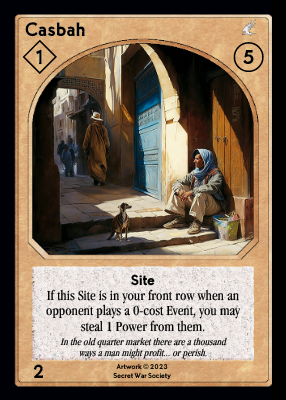 Casbah
1
5
Site
If this Site is in your front row when an
opponent plays a 0-cost Event, you may
steal 1 Power from them.
In the old quarter market there are a thousand
ways a man might profit... or perish.
Artwork © 2023
2
Secret War Society